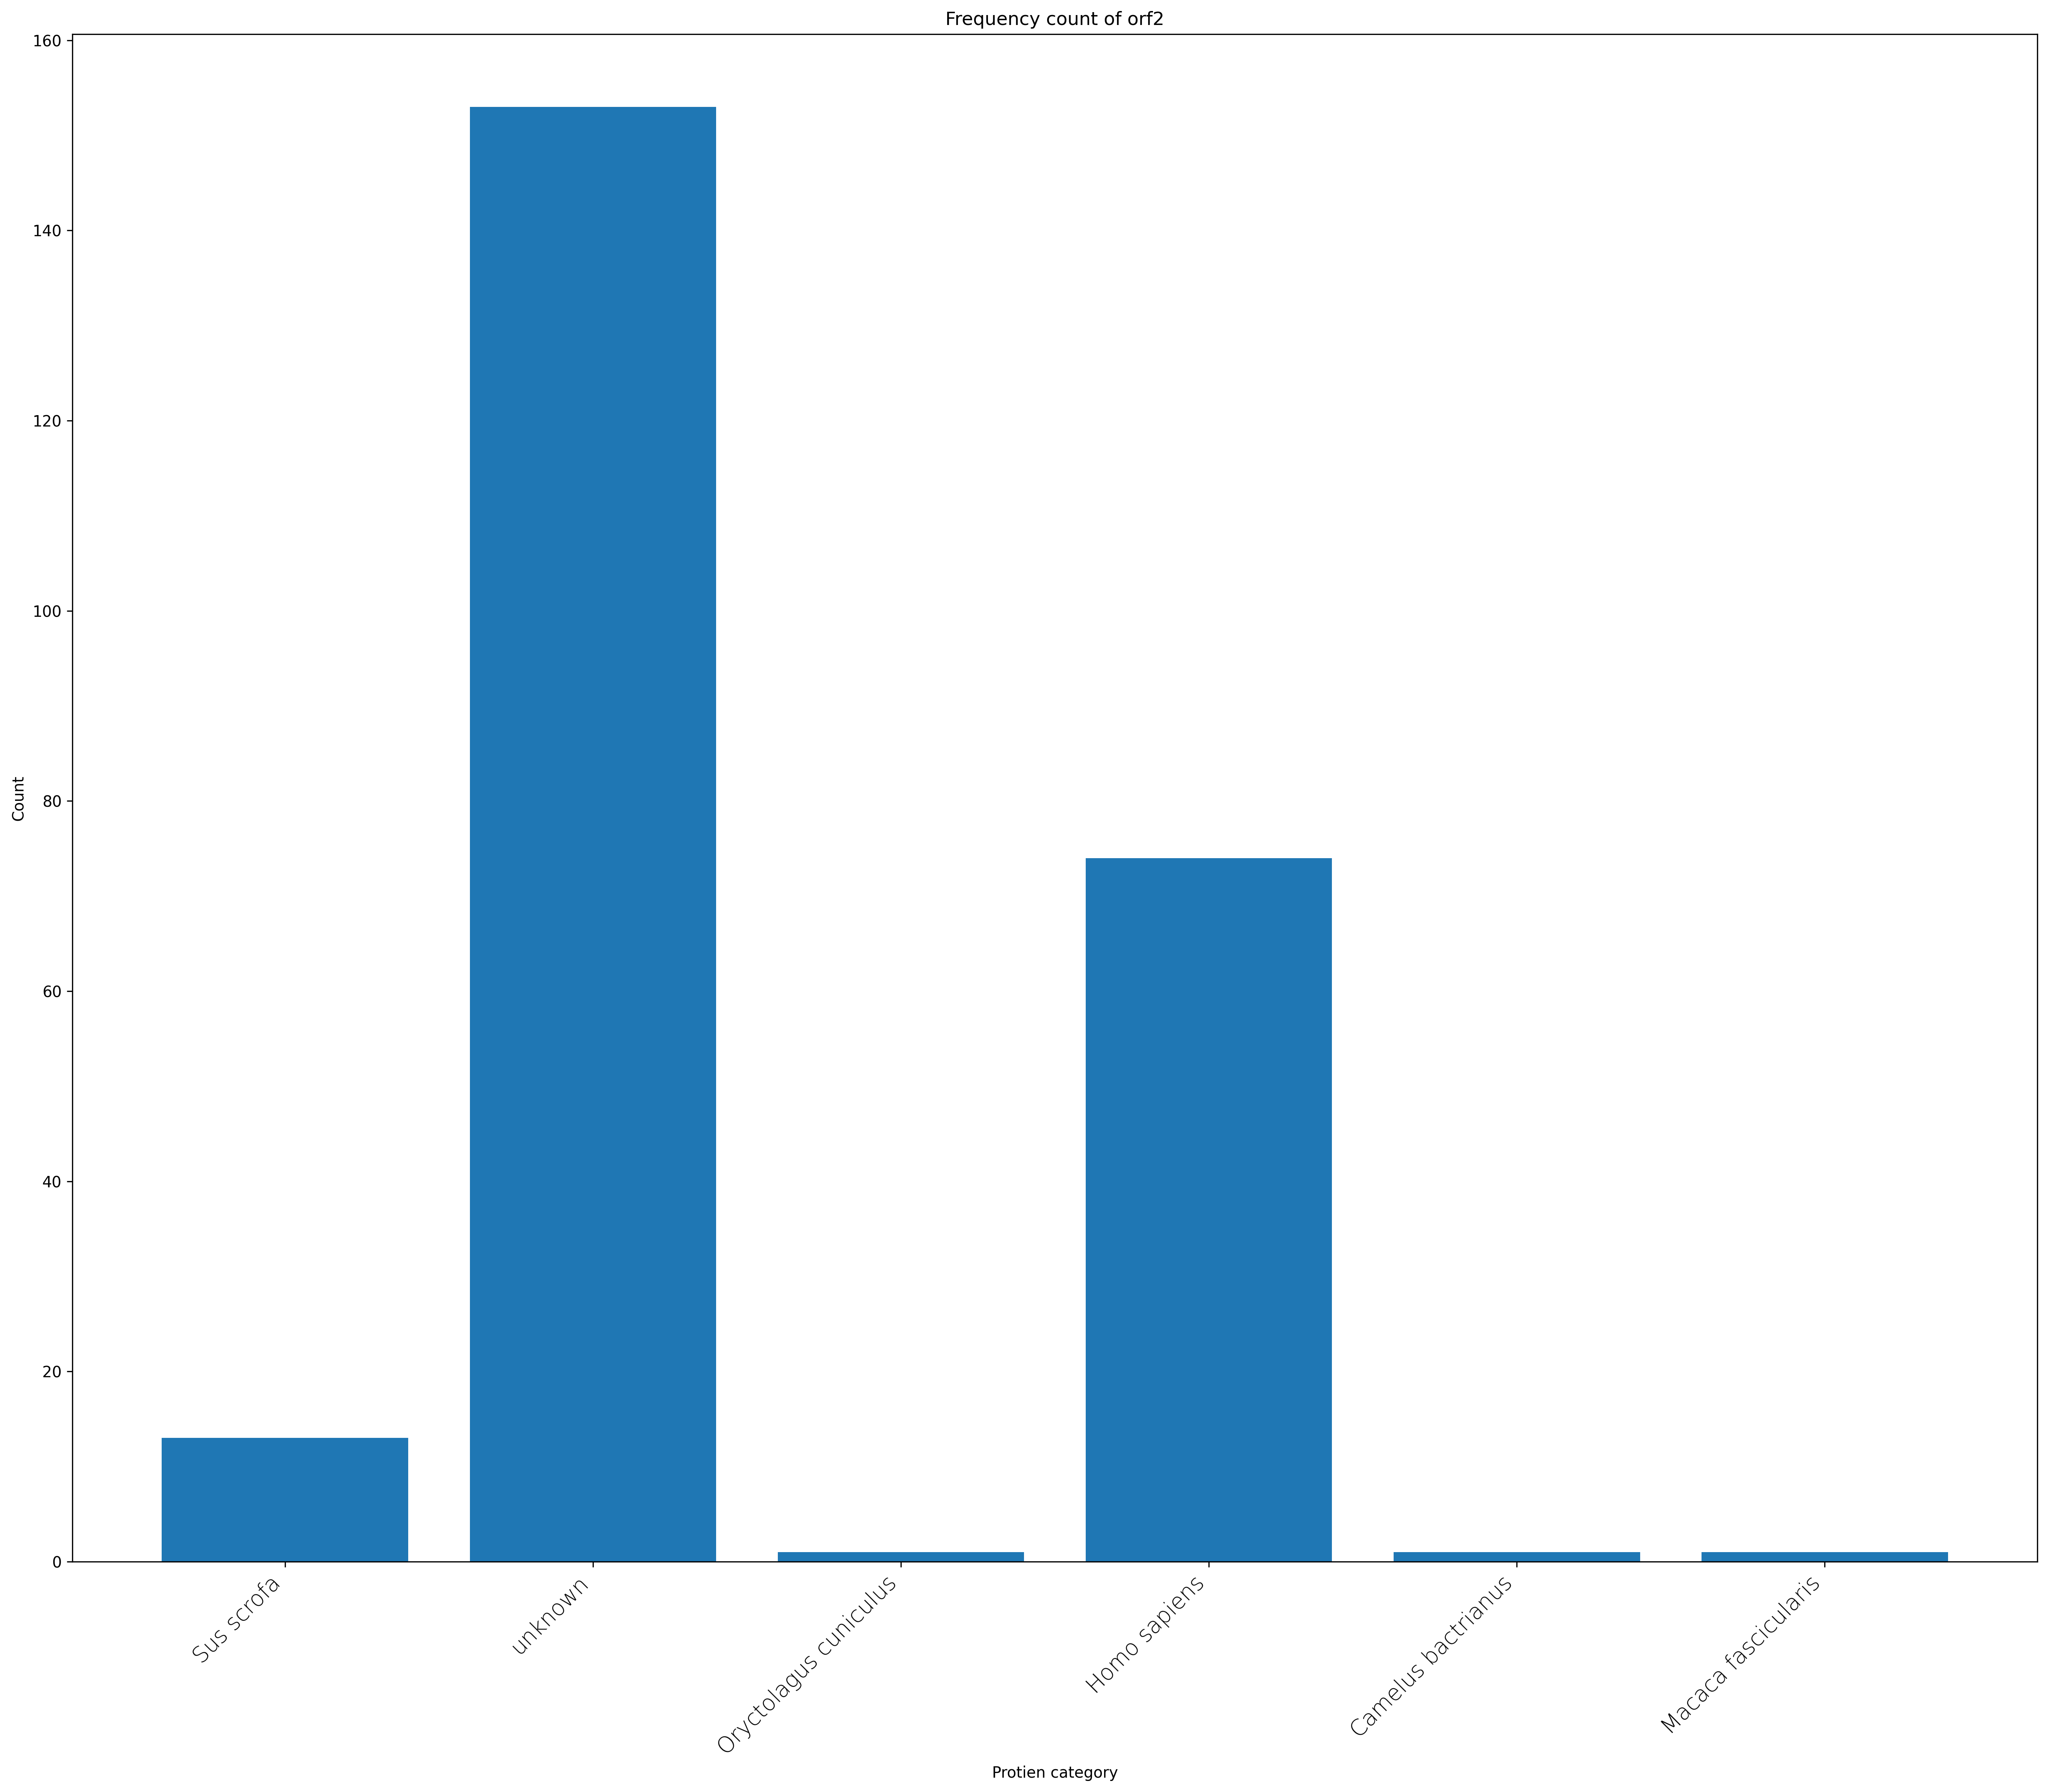 Frequency count of orf2
Count
160
140
120
100
80
60
40
20
0
Sus scrofa
unknown
Oryctolagus cuniculus
Homo sapiens
Camelus bactrianus
Macaca fascicularis
Protien category